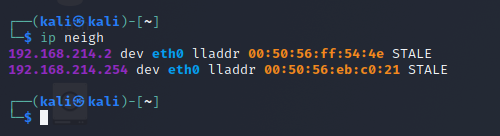 ┌──(kali㉿kali)-[~]
└─$ ip neigh
192.168.214.2 dev eth0 lladdr 00:50:56:ff:54:4e STALE
192.168.214.254 dev eth0 lladdr 00:50:56:eb:c0:21 STALE
┌──(kali㉿kali)-[~]
└─$